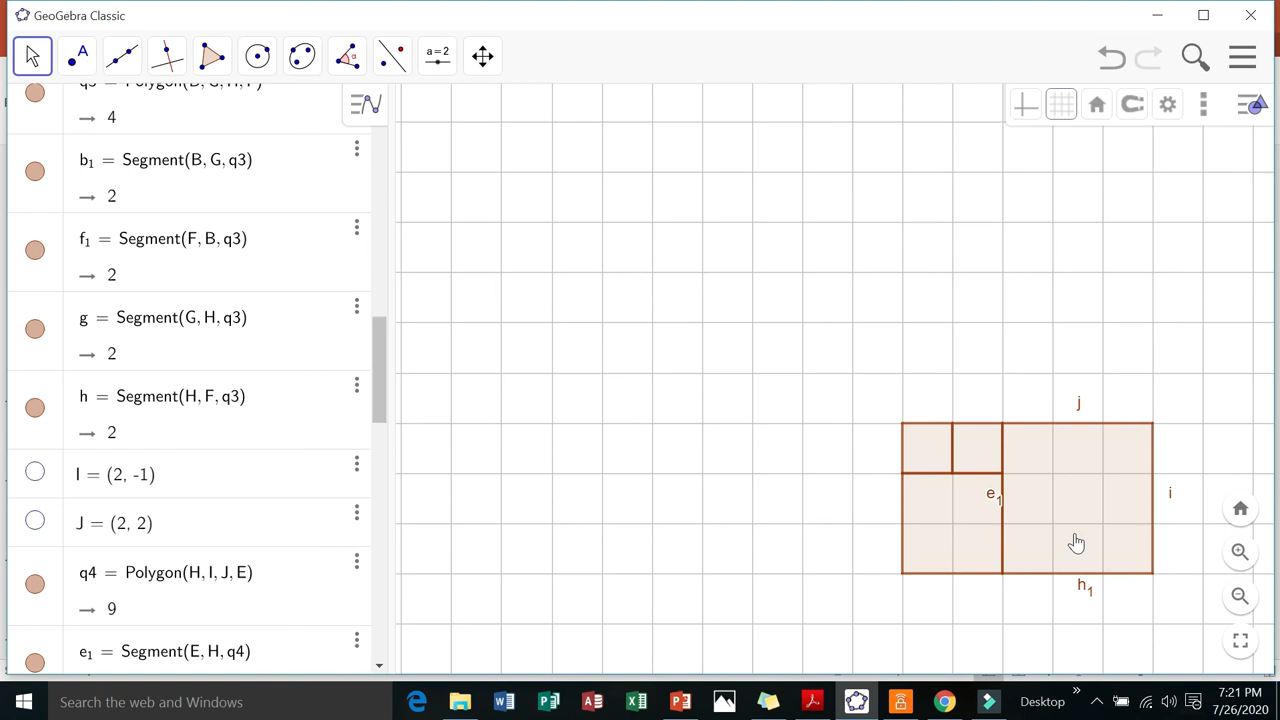 GeoGebra Classic
A
a = 2
→ 4
b₁ = Segment(B, G, q3)
→ 2
f₁ = Segment(F, B, q3)
→ 2
g = Segment(G, H, q3)
→ 2
h = Segment(H, F, q3)
→ 2
I = (2, -1)
J = (2, 2)
q4 = Polygon(H, I, J, E)
→ 9
e₁ = Segment(E, H, q4)
j
e₁
i
h₁
Search the web and Windows
Desktop
7:21 PM
7/26/2020